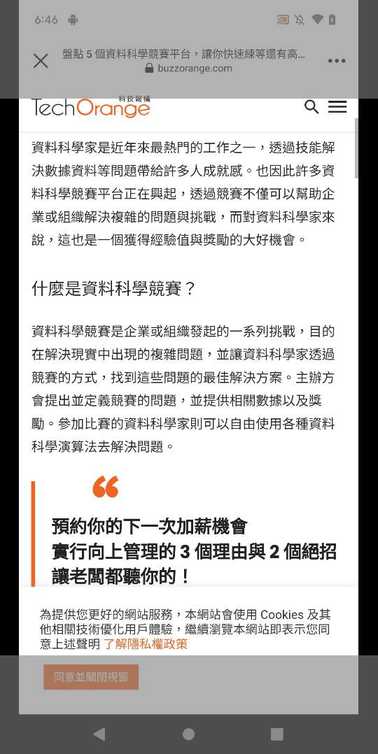 6:46
盤點 5 個資料科學競賽平台，讓你快速練等還有高...
buzzorange.com
科技報橘
TechOrange
資料科學家是近年來最熱門的工作之一，透過技能解
決數據資料等問題帶給許多人成就感。也因此許多資
料科學競賽平台正在興起，透過競賽不僅可以幫助企
業或組織解決複雜的問題與挑戰，而對資料科學家來
說，這也是一個獲得經驗值與獎勵的大好機會。
什麼是資料科學競賽？
資料科學競賽是企業或組織發起的一系列挑戰，目的
在解決現實中出現的複雜問題，並讓資料科學家透過
競賽的方式，找到這些問題的最佳解決方案。主辦方
會提出並定義競賽的問題，並提供相關數據以及獎
勵。參加比賽的資料科學家則可以自由使用各種資料
科學演算法去解決問題。
預約你的下一次加薪機會
實行向上管理的 3 個理由與 2 個絕招
讓老闆都聽你的！
為提供您更好的網站服務，本網站會使用 Cookies 及其
他相關技術優化用戶體驗，繼續瀏覽本網站即表示您同
意上述聲明 了解隱私權政策
同意並關閉視窗